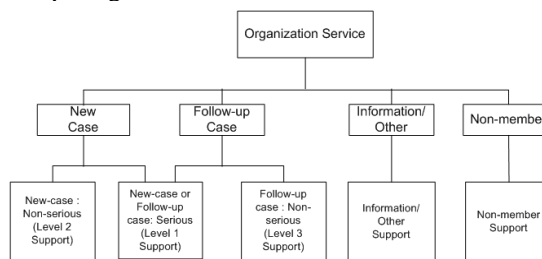 Organization Service
New
Case
Follow-up
Case
Information/
Other
Non-member
New-case :
Non-serious
(Level 2
Support)
New-case or
Follow-up
case: Serious
(Level 1
Support)
Follow-up
case : Non-
serious
(Level 3
Support)
Information/
Other
Support
Non-member
Support